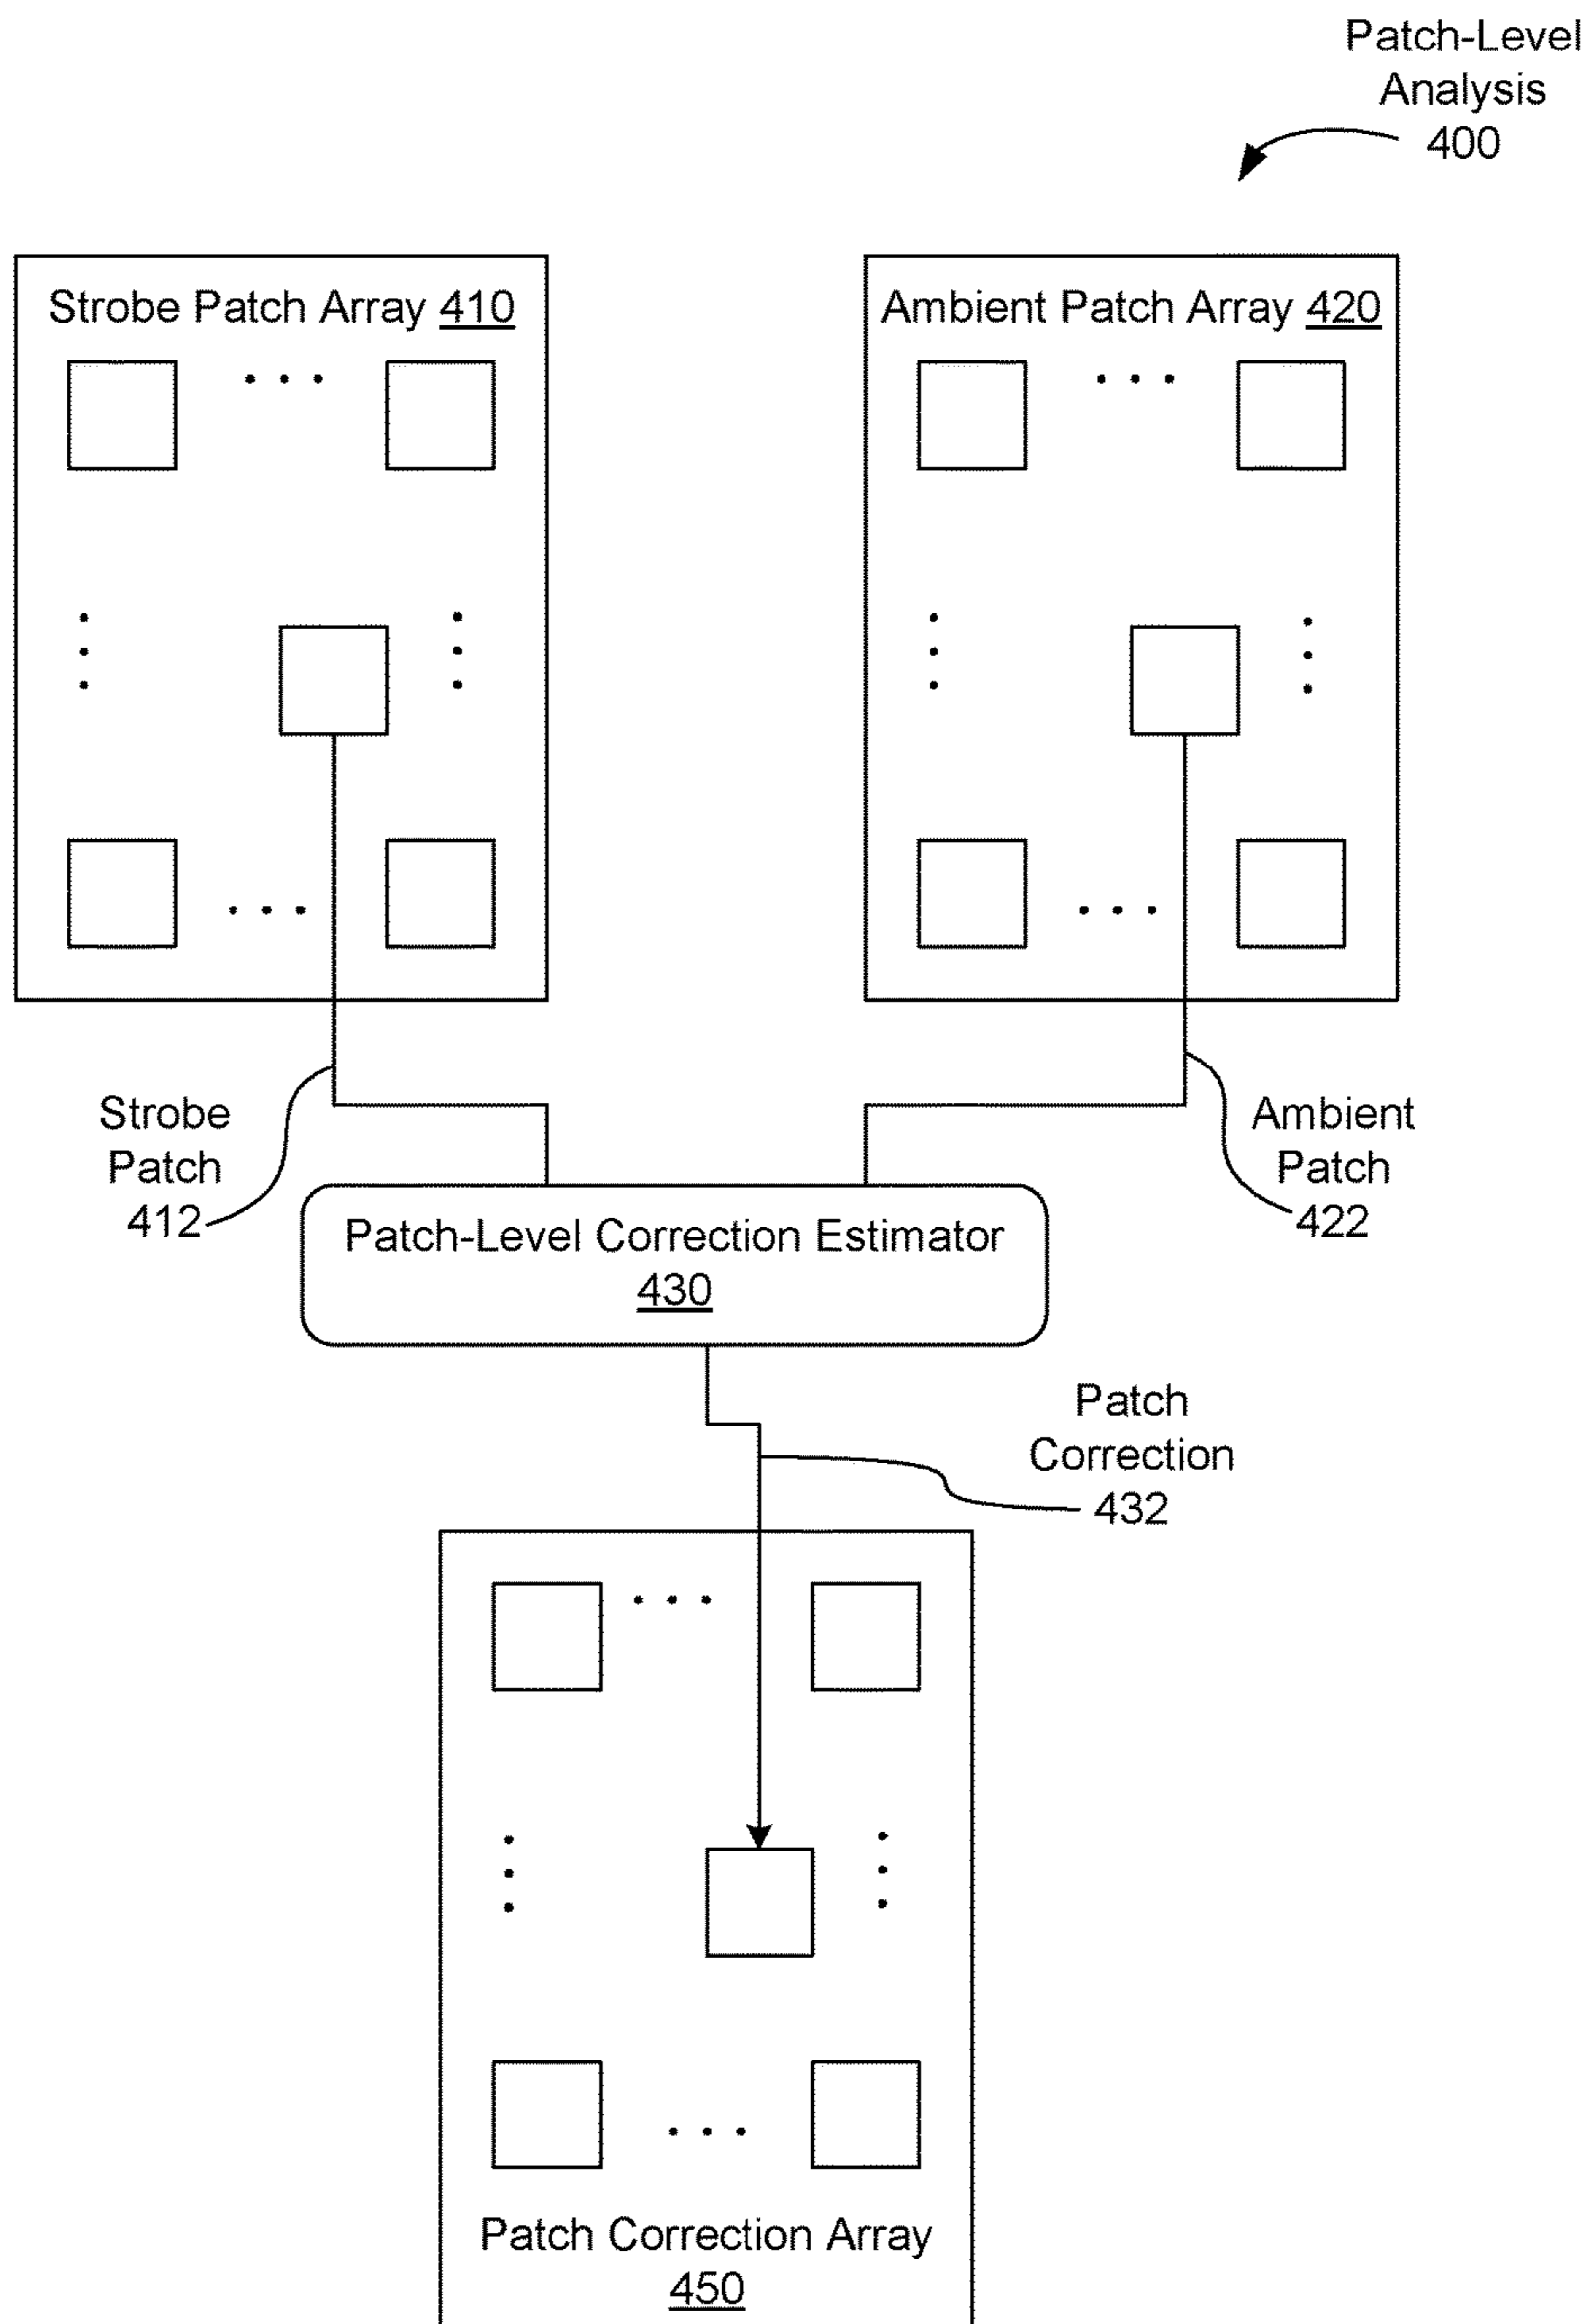 Patch-Level
Analysis
400
Strobe Patch Array 410
Ambient Patch Array 420
Strobe
Patch
412
Ambient
Patch
422
Patch-Level Correction Estimator
430
Patch
Correction
432
Patch Correction Array
450